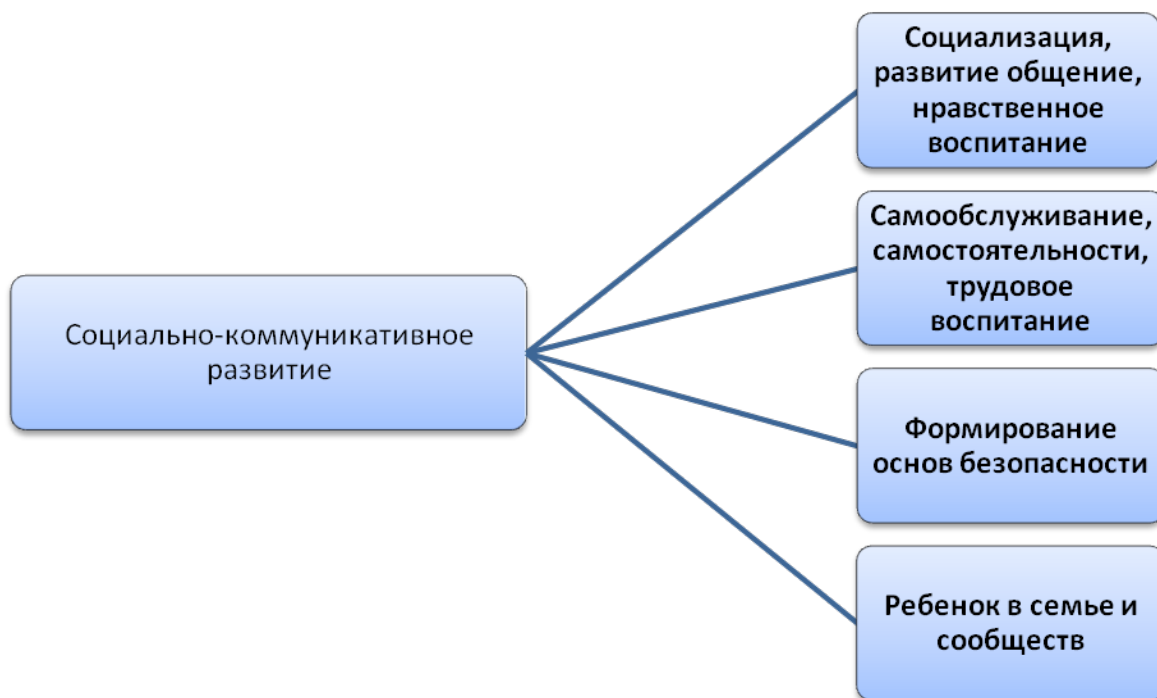 Социализация,
развитие общение,
нравственное
воспитание
Самообслуживание,
самостоятельности,
трудовое
воспитание
Социально-коммуникативное
развитие
Формирование
основ безопасности
Ребенок в семье и
сообществ